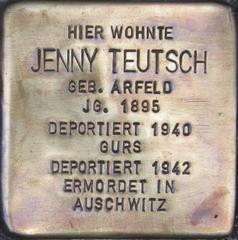 HIER WOHNTE
JENNY TEUTSCH
GEB. ARFELD
JG. 1895
DEPORTIERT 1940
GURS
DEPORTIERT 1942
ERMORDET IN
AUSCHWITZ